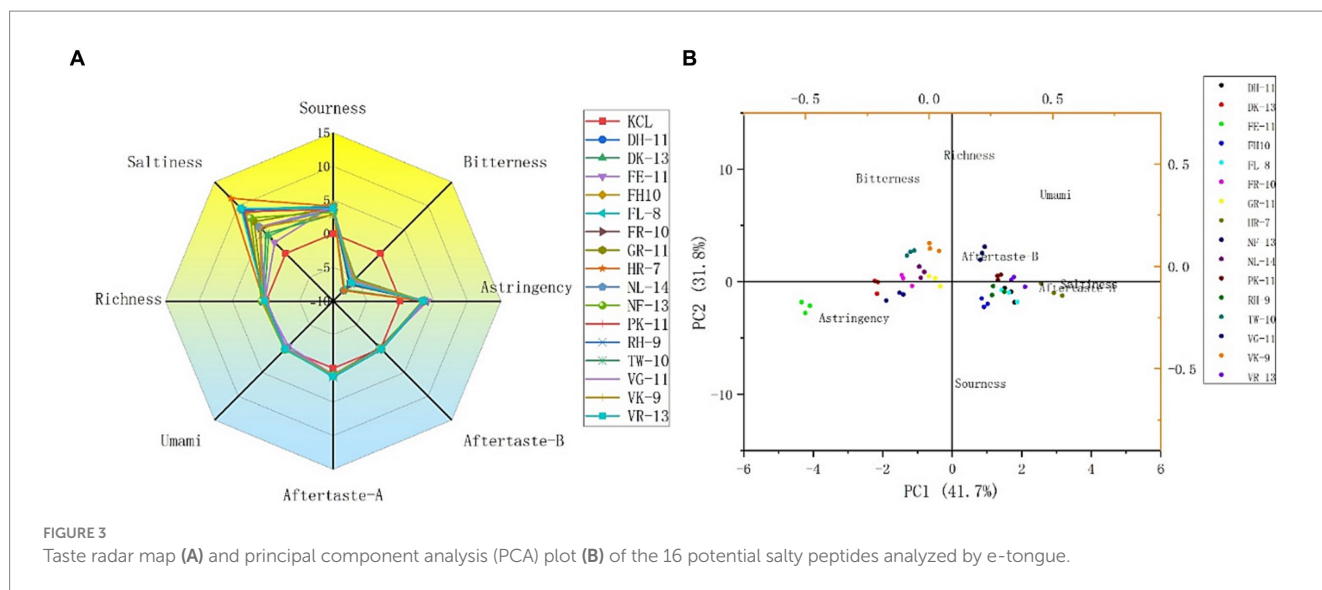 A
Sourness
Saltiness
Bitterness
Richness
Astringency
Umami
Aftertaste-B
Aftertaste-A
15
10
5
0
-5
-10
KCL
DH-11
DK-13
FE-11
FH10
FL-8
FR-10
GR-11
HR-7
NL-14
NF-13
PK-11
RH-9
TW-10
VG-11
VK-9
VR-13
B
-0.5 0.0 0.5
10
0
-10
PC2 (31.8%)
Richness
Bitterness
Umami
Aftertaste-B
Saltiness
Aftertaste-A
Astringency
Sourness
0.5
0.0
-0.5
-6 -4 -2 0 2 4 6
PC1 (41.7%)
DH-11
DK-13
FE-11
FH10
FL-8
FR-10
GR-11
HR-7
NF-13
NL-14
PK-11
RH-9
TW-10
VG-11
VK-9
VR-13
FIGURE 3
Taste radar map (A) and principal component analysis (PCA) plot (B) of the 16 potential salty peptides analyzed by e-tongue.